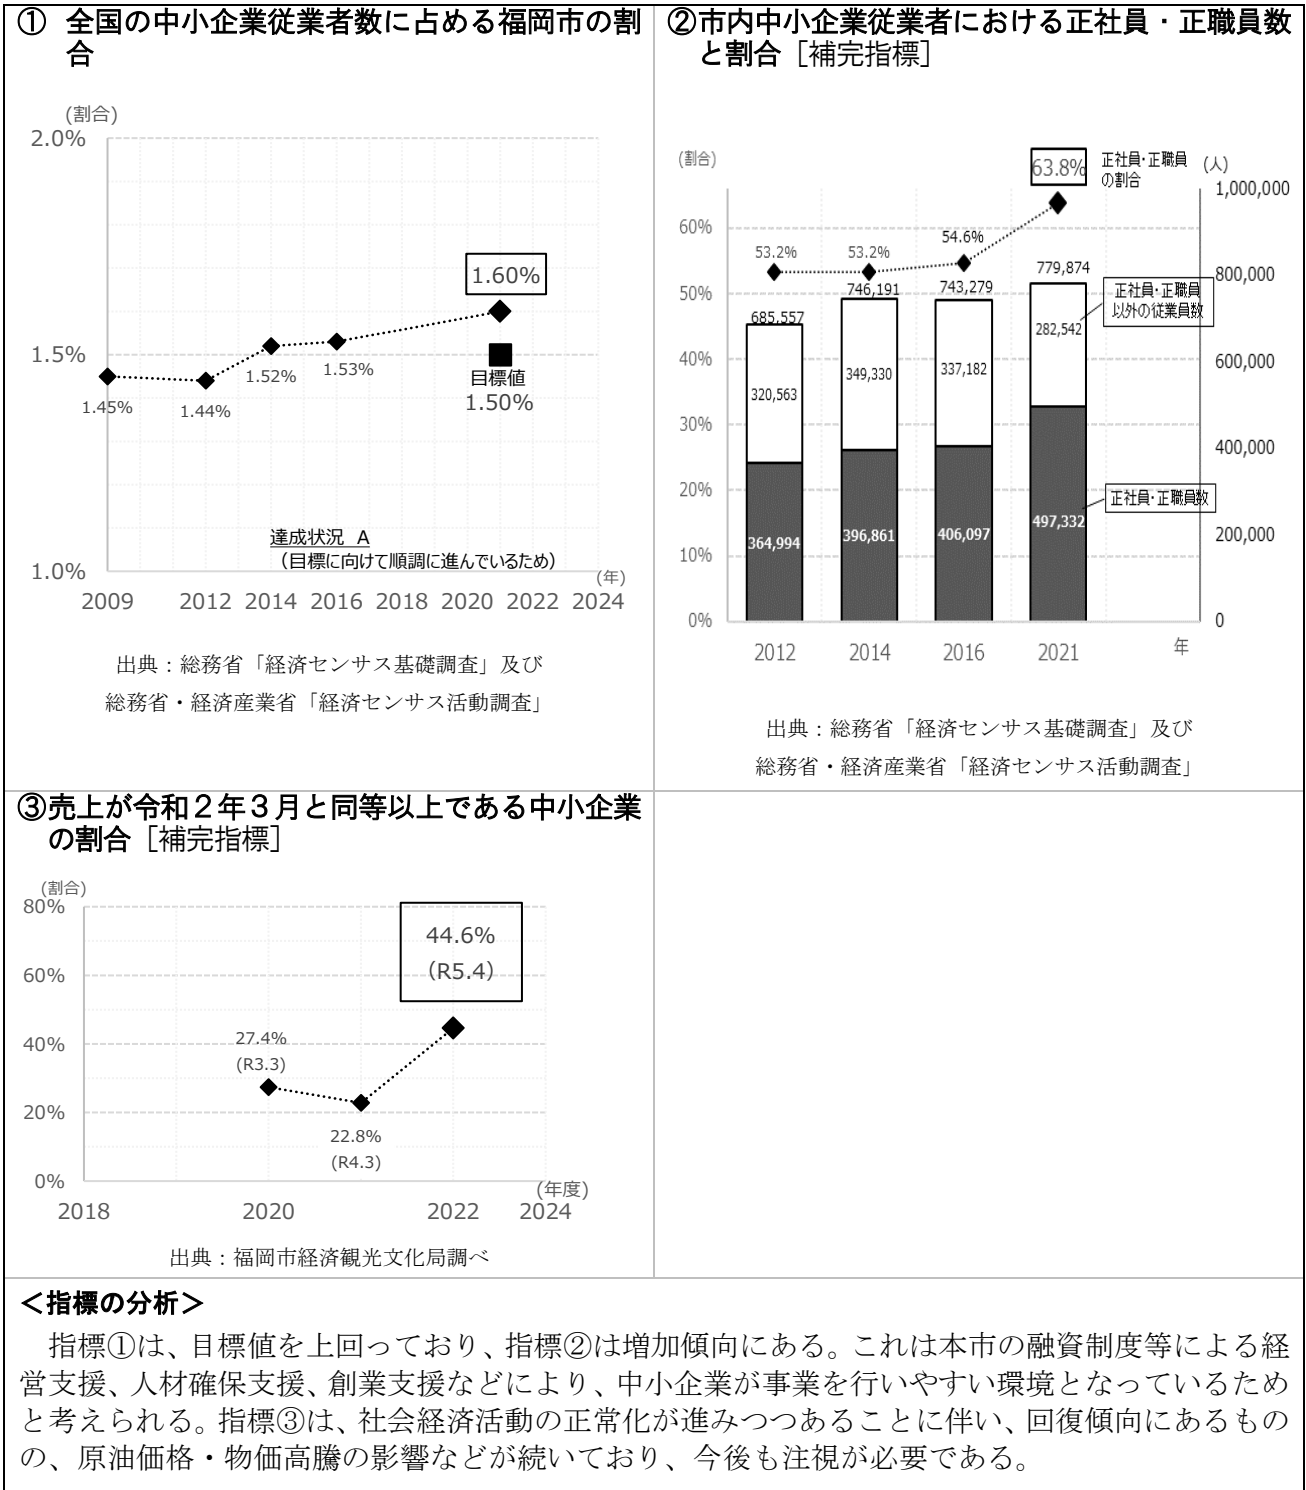 ① 全国の中小企業従業者数に占める福岡市の割
合
(割合)
2.0%
1.5%
1.0%
1.45%
1.44%
1.52%
1.53%
1.60%
目標値
1.50%
達成状況 A
（目標に向けて順調に進んでいるため）
(年)
2009 2012 2014 2016 2018 2020 2022 2024
出典：総務省「経済センサス基礎調査」及び
総務省・経済産業省「経済センサス活動調査」
②市内中小企業従業者における正社員・正職員数
と割合［補完指標］
(割合)
63.8%
正社員･正職員
の割合
(人)
60%
50%
40%
30%
20%
10%
0%
53.2%
53.2%
54.6%
685,557
746,191
743,279
779,874
320,563
349,330
337,182
282,542
364,994
396,861
406,097
497,332
正社員･正職員
以外の従業員数
正社員･正職員数
1,000,000
800,000
600,000
400,000
200,000
0
2012 2014 2016 2021 年
出典：総務省「経済センサス基礎調査」及び
総務省・経済産業省「経済センサス活動調査」
③売上が令和２年３月と同等以上である中小企業
の割合［補完指標］
(割合)
80%
60%
40%
20%
0%
27.4%
(R3.3)
22.8%
(R4.3)
44.6%
(R5.4)
(年度)
2018 2020 2022 2024
出典：福岡市経済観光文化局調べ
＜指標の分析＞
指標①は、目標値を上回っており、指標②は増加傾向にある。これは本市の融資制度等による経
営支援、人材確保支援、創業支援などにより、中小企業が事業を行いやすい環境となっているため
と考えられる。指標③は、社会経済活動の正常化が進みつつあることに伴い、回復傾向にあるもの
の、原油価格・物価高騰の影響などが続いており、今後も注視が必要である。